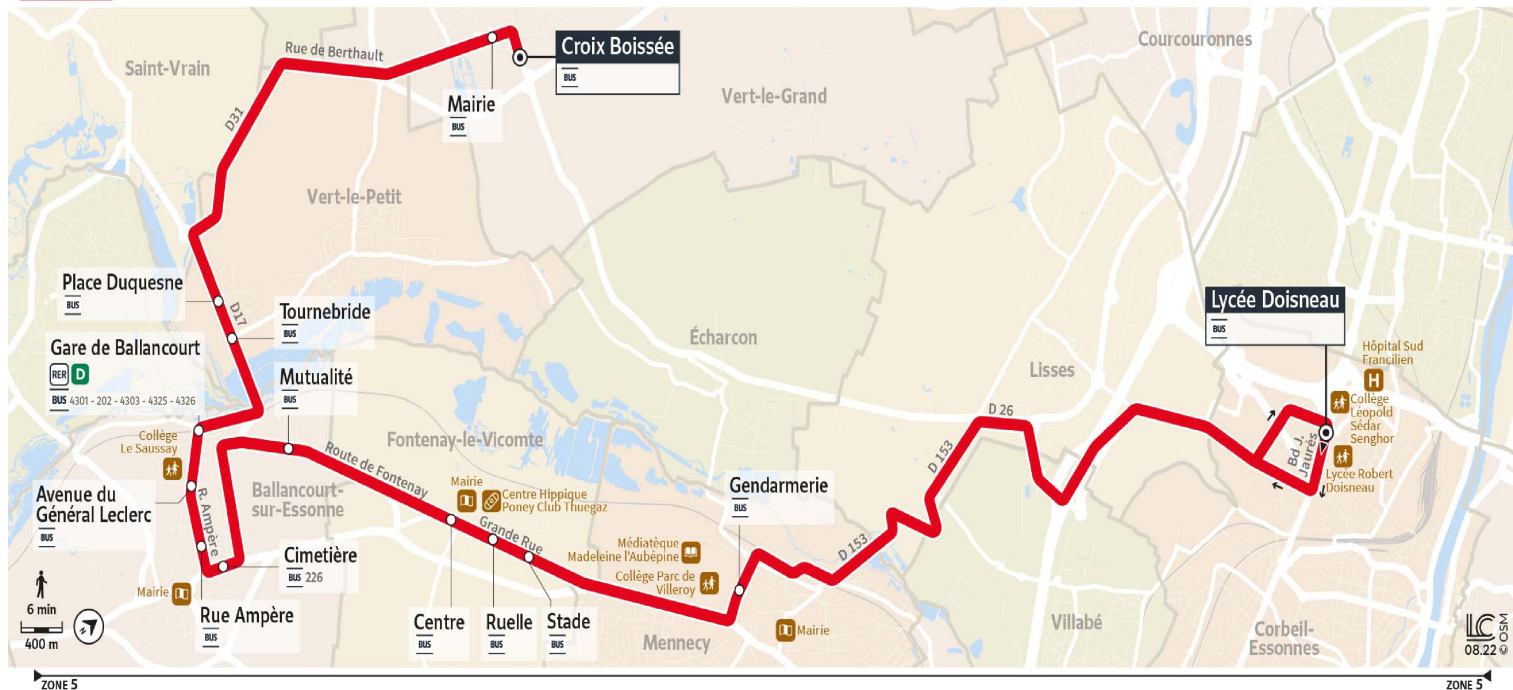 Croix Boissée
BUS
Rue de Berthault
Saint-Vrain
Courcouronnes
Mairie
BUS
Vert-le-Grand
D31
Vert-le-Petit
Place Duquesne
BUS
D17
Tournebride
BUS
Lycée Doisneau
BUS
Gare de Ballancourt
RER D
BUS 4301 - 202 - 4303 - 4325 - 4326
Écharcon
Hôpital Sud
Francilien
H
Mutualité
BUS
Lisses
D 26
Collège
Léopold
Sédar
Senghor
Collège
Le Saussay
Fontenay-le-Vicomte
Bd J.
Jaurès
Route de Fontenay
D 153
Lycée Robert
Doisneau
Avenue du
Général Leclerc
BUS
R. Ampère
Ballancourt-
sur-Essonne
Mairie
Centre Hippique
Poney Club Thuegaz
Gendarmerie
BUS
Grande Rue
Médiatèque
Madeleine l'Aubépine
D 153
Cimetière
BUS 226
Collège Parc de
Villeroy
Mairie
Rue Ampère
BUS
Centre
BUS
Ruelle
BUS
Stade
BUS
Mennecy
Mairie
Villabé
Corbeil-
Essonnes
6 min
400 m
LC
08.22 © OSM
ZONE 5
ZONE 5